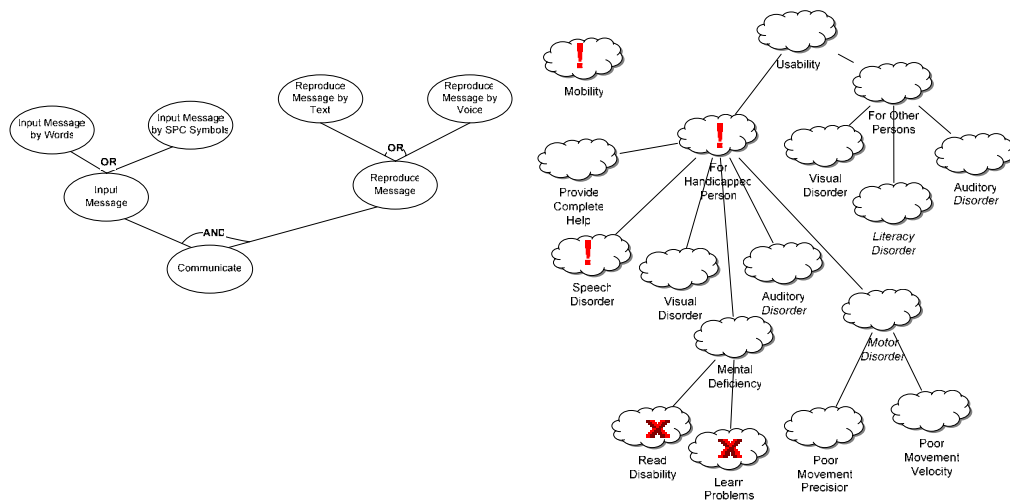 Reproduce
Message by
Text
Reproduce
Message by
Voice
Input Message
by Words
Input Message
by SPC Symbols
OR
OR
Input
Message
Reproduce
Message
AND
Communicate
!
Mobility
Usability
For Other
Persons
!
For
Handicapped
Person
Visual
Disorder
Auditory
Disorder
Literacy
Disorder
Provide
Complete
Help
!
Speech
Disorder
Visual
Disorder
Auditory
Disorder
Mental
Deficiency
Motor
Disorder
X
Read
Disability
X
Learn
Problems
Poor
Movement
Precision
Poor
Movement
Velocity